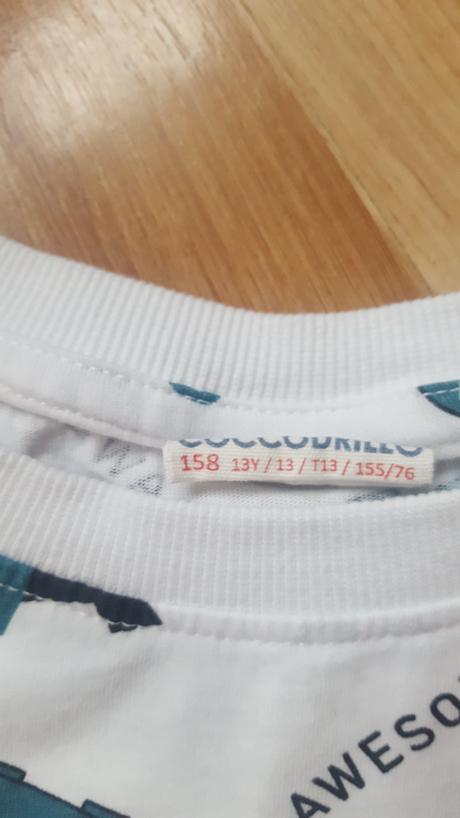 COCCODRILLO
158 13Y / 13 / T13 / 155/76
AWESO